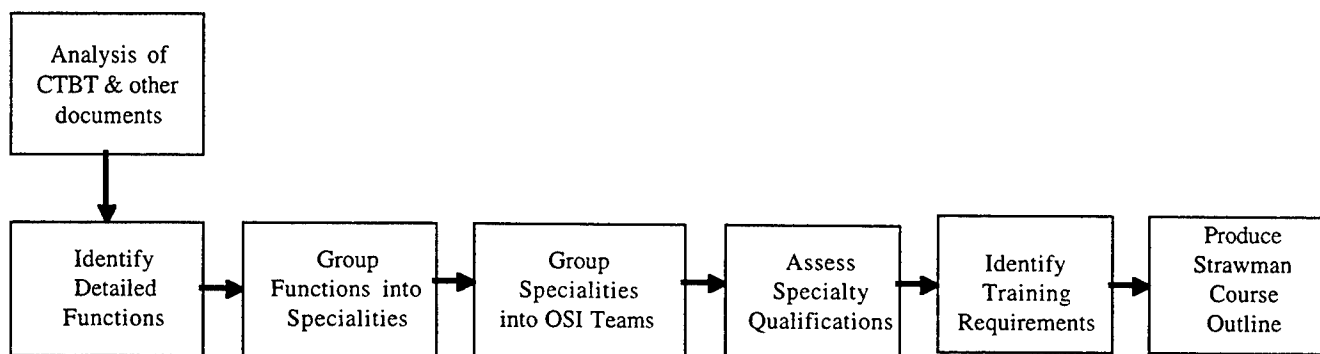 Analysis of
CTBT & other
documents
Identify
Detailed
Functions
Group
Functions into
Specialities
Group
Specialities
into OSI Teams
Assess
Specialty
Qualifications
Identify
Training
Requirements
Produce
Strawman
Course
Outline